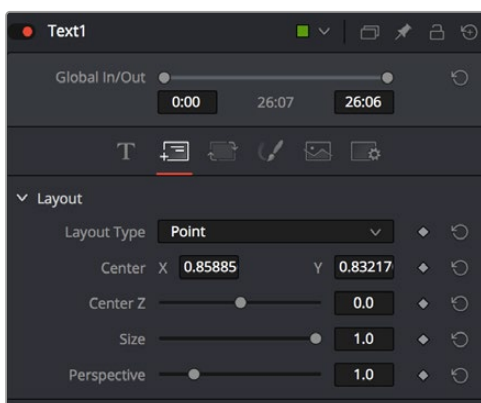 Text1
Global In/Out
0:00 26:07 26:06
T
Layout
Layout Type Point
Center X 0.85885 Y 0.83217
Center Z 0.0
Size 1.0
Perspective 1.0